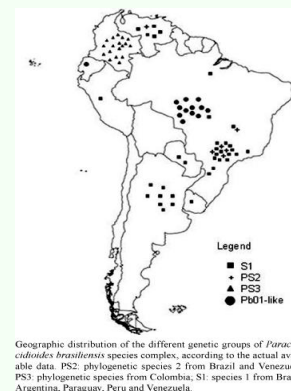 Legend
S1
PS2
PS3
Pb01-like
Geographic distribution of the different genetic groups of Parac
cidioides brasiliensis species complex, according to the actual av
able data. PS2: phylogenetic species 2 from Brazil and Venezue
PS3: phylogenetic species from Colombia; S1: species 1 from Bra
Argentina, Paraguay, Peru and Venezuela.